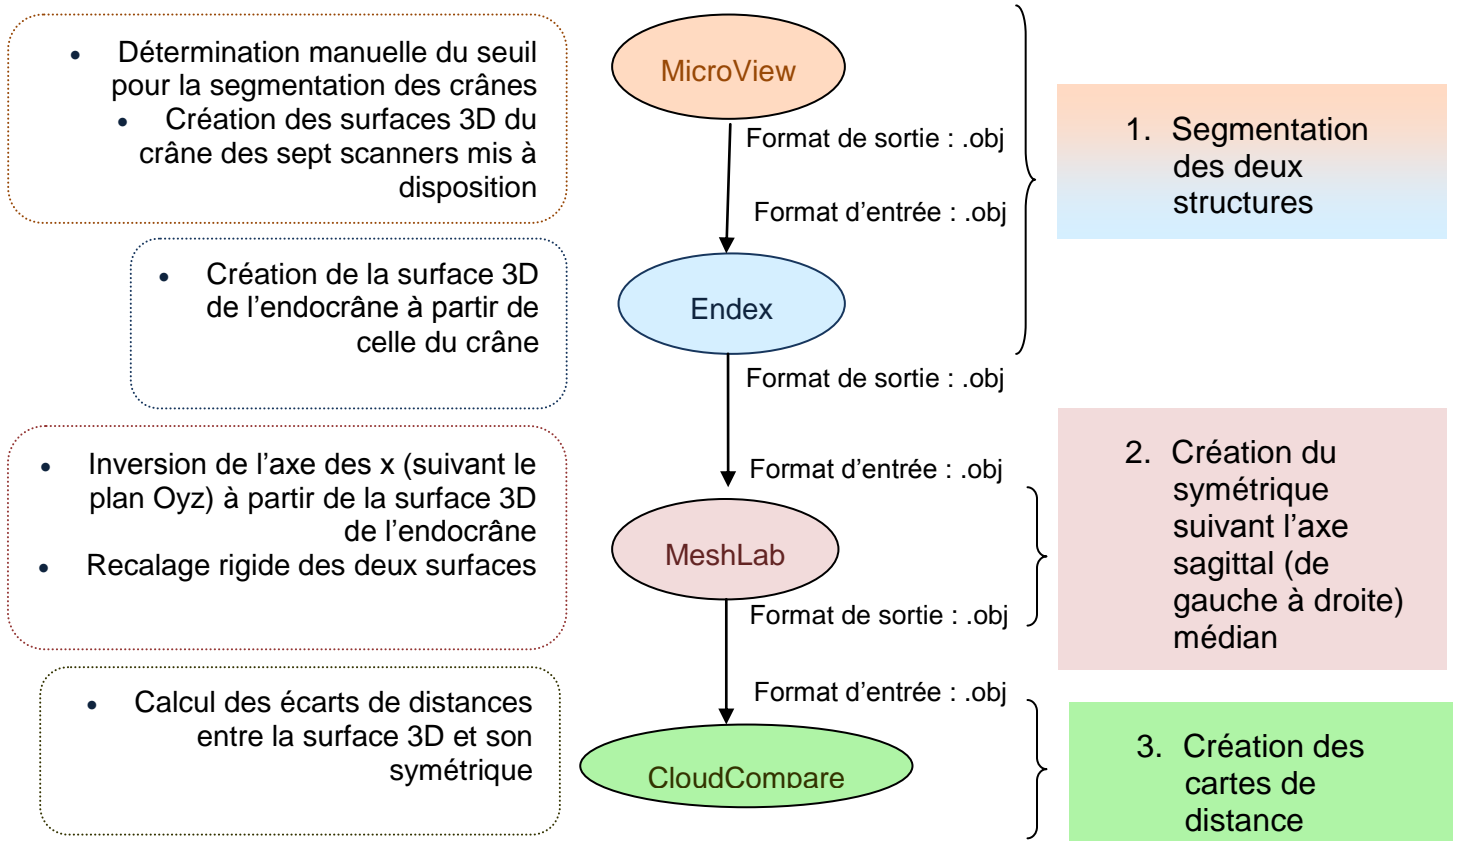 • Détermination manuelle du seuil
pour la segmentation des crânes
• Création des surfaces 3D du
crâne des sept scanners mis à
disposition
MicroView
Format de sortie : .obj
1. Segmentation
des deux
structures
Format d’entrée : .obj
• Création de la surface 3D
de l’endocrâne à partir de
celle du crâne
Endex
Format de sortie : .obj
• Inversion de l’axe des x (suivant le
plan Oyz) à partir de la surface 3D
de l’endocrâne
• Recalage rigide des deux surfaces
Format d’entrée : .obj
MeshLab
Format de sortie : .obj
2. Création du
symétrique
suivant l’axe
sagittal (de
gauche à droite)
médian
• Calcul des écarts de distances
entre la surface 3D et son
symétrique
Format d’entrée : .obj
CloudCompare
3. Création des
cartes de
distance